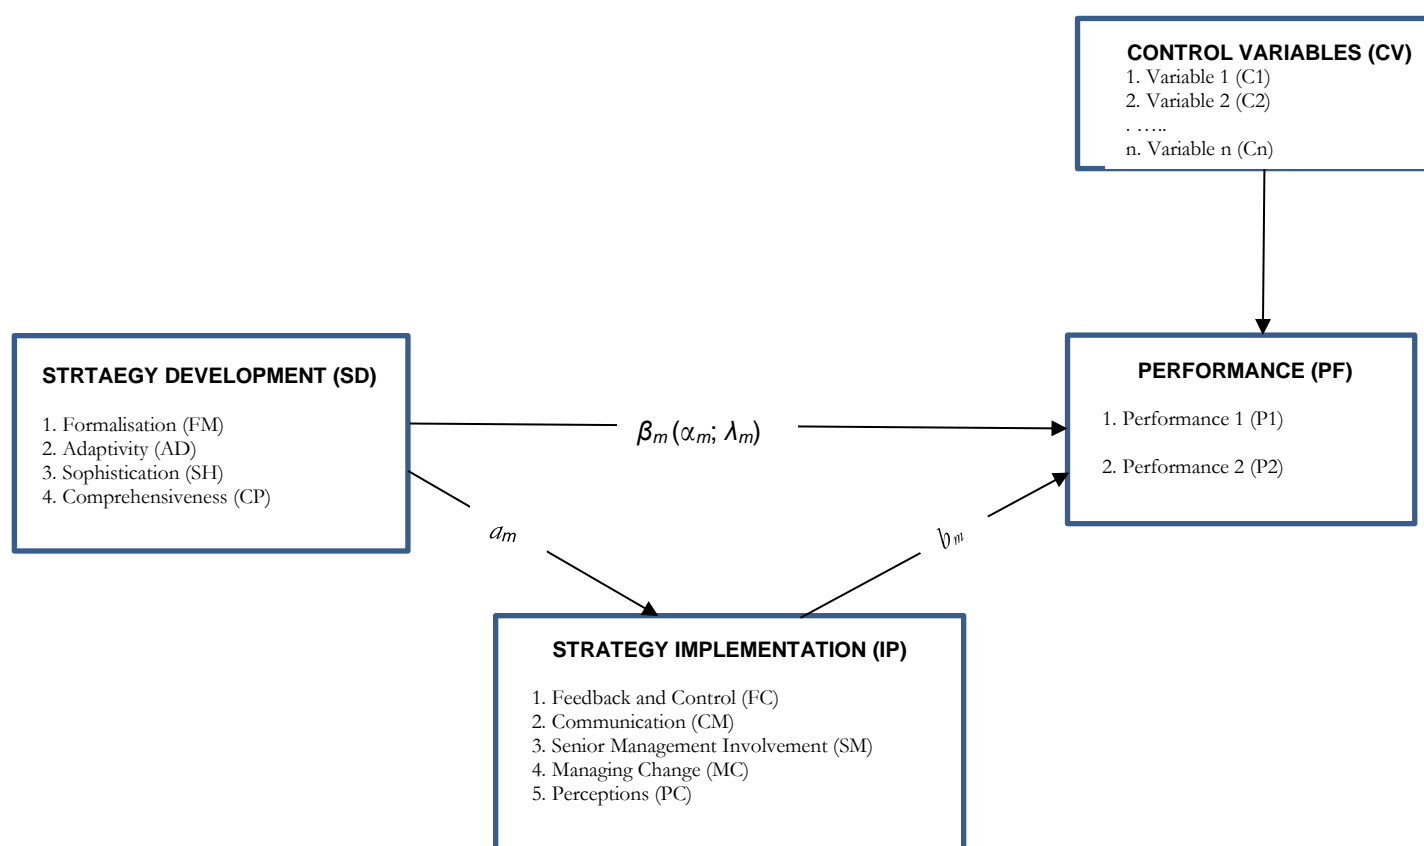 CONTROL VARIABLES (CV)
1. Variable 1 (C1)
2. Variable 2 (C2)
. …..
n. Variable n (Cn)
STRTAEGY DEVELOPMENT (SD)
1. Formalisation (FM)
2. Adaptivity (AD)
3. Sophistication (SH)
4. Comprehensiveness (CP)
βm (αm; λm)
PERFORMANCE (PF)
1. Performance 1 (P1)
2. Performance 2 (P2)
am
bm
STRATEGY IMPLEMENTATION (IP)
1. Feedback and Control (FC)
2. Communication (CM)
3. Senior Management Involvement (SM)
4. Managing Change (MC)
5. Perceptions (PC)